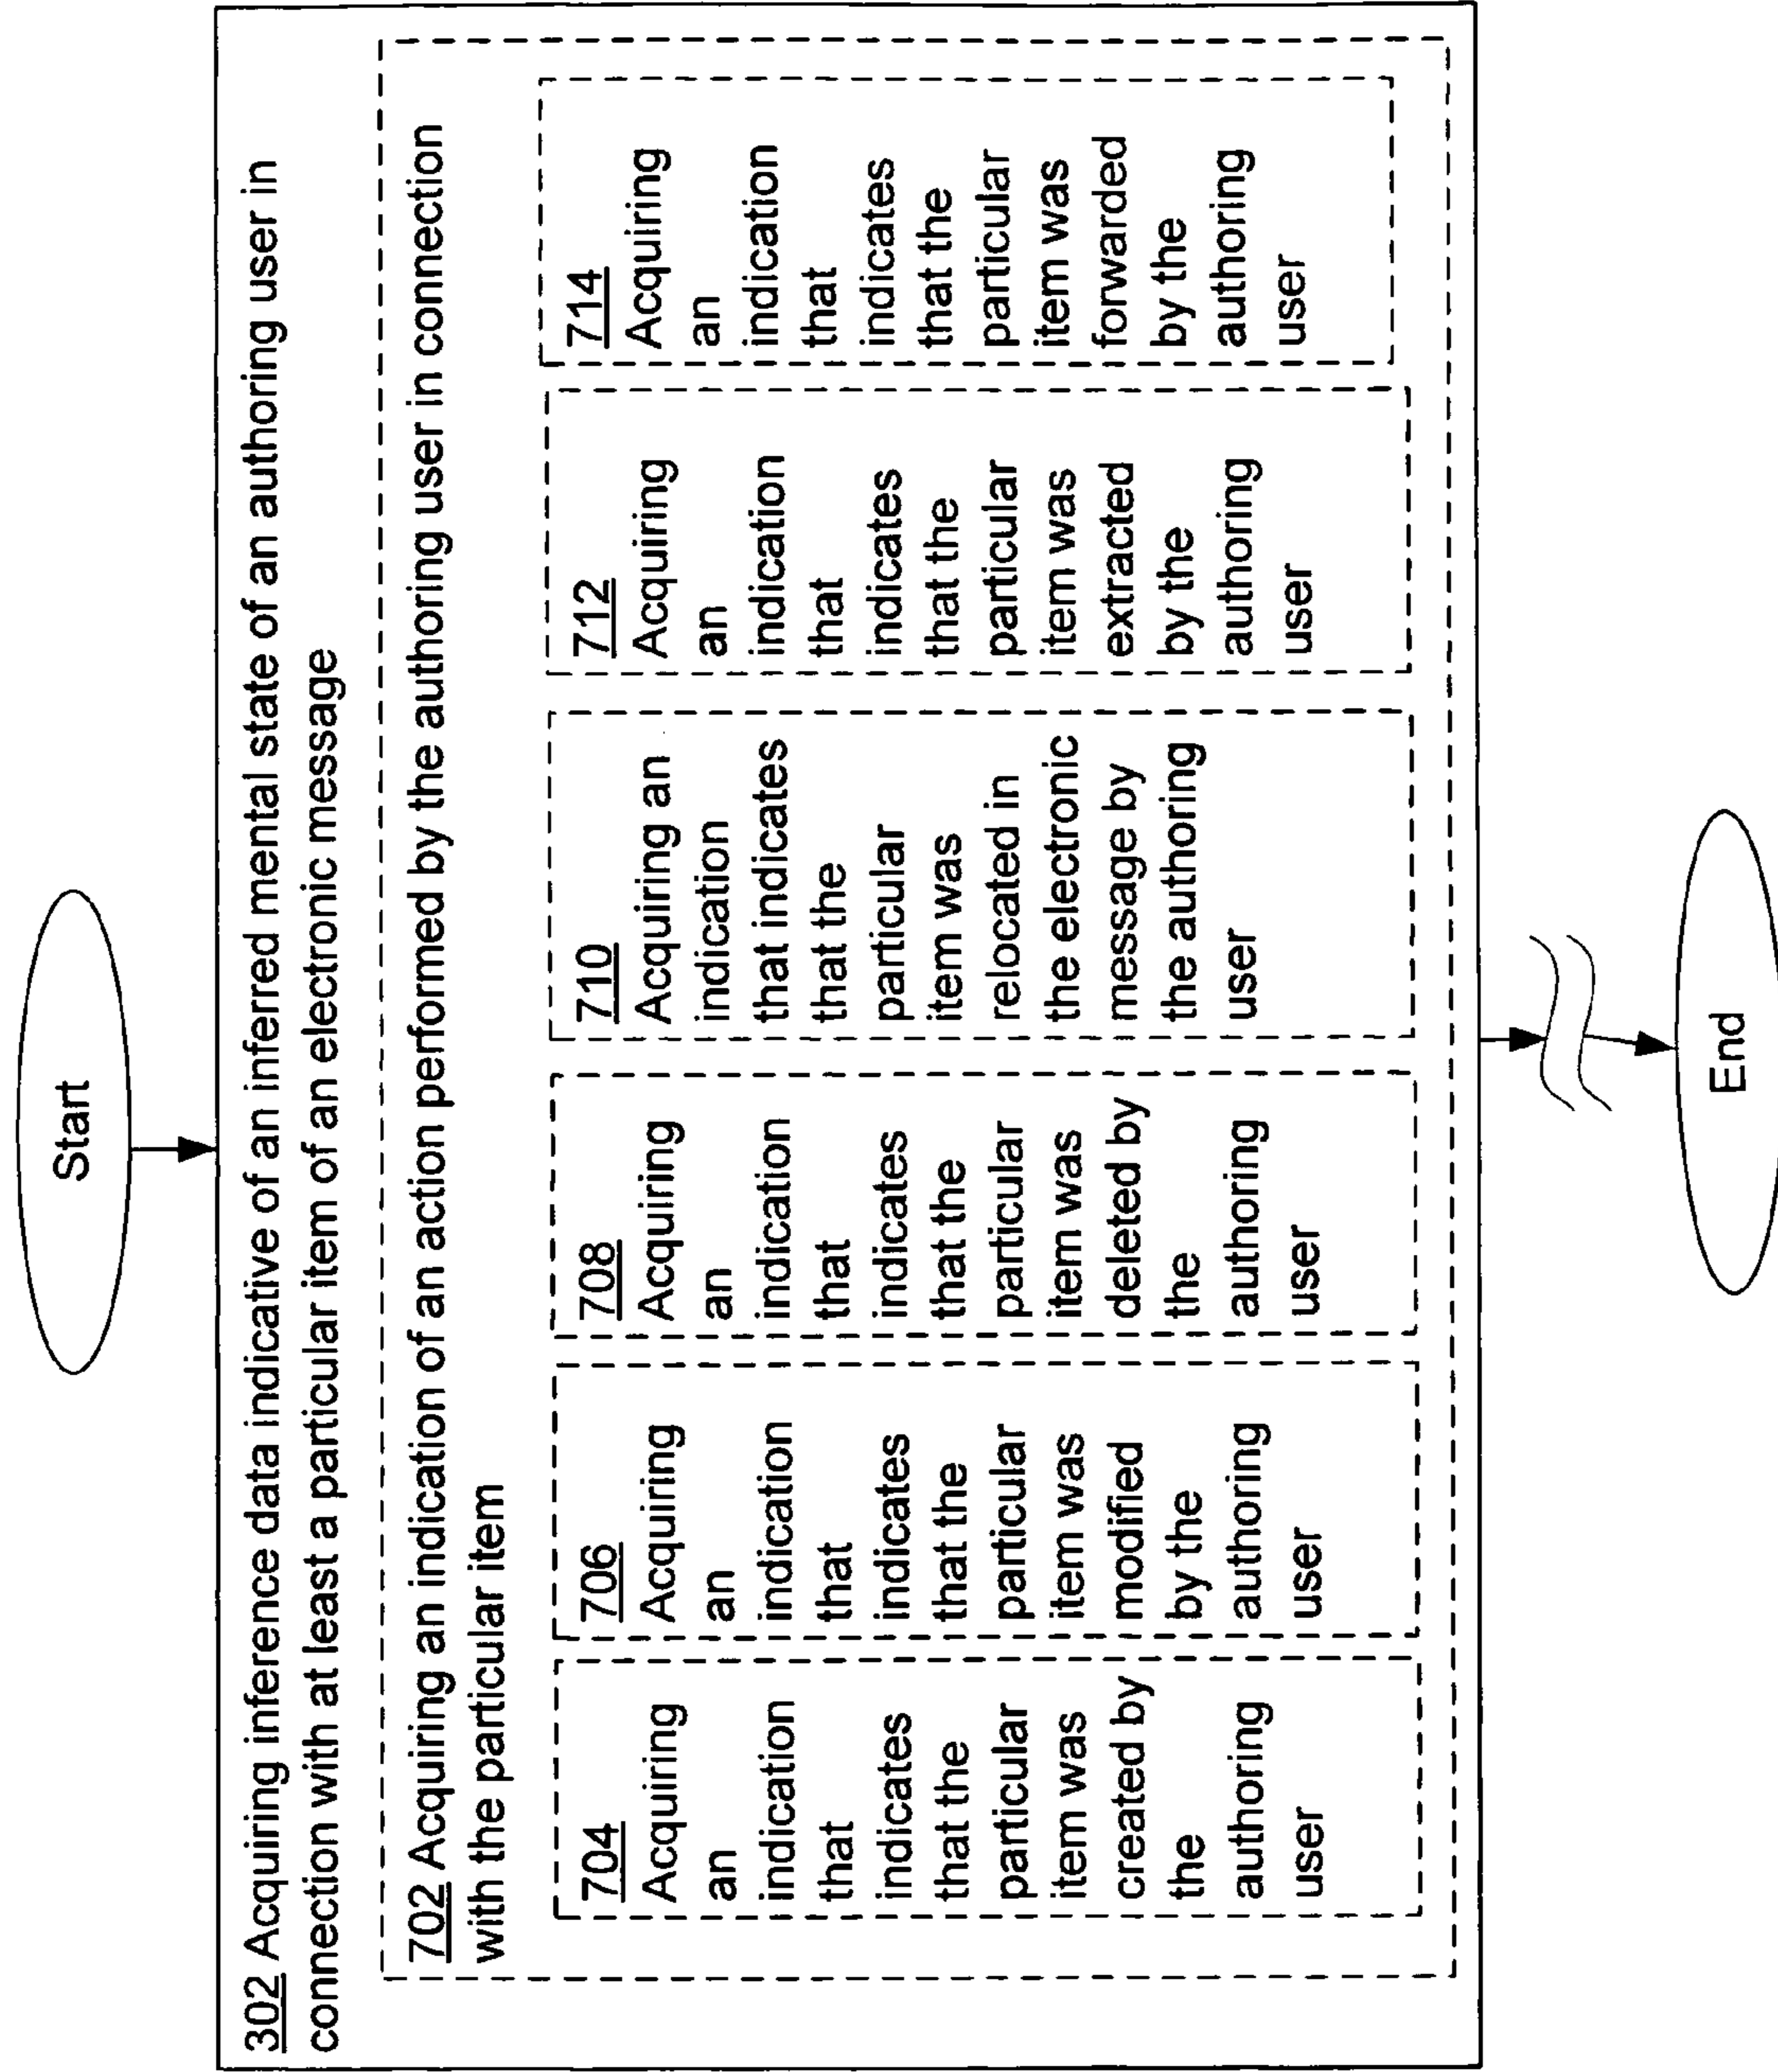 Start
302 Acquiring inference data indicative of an inferred mental state of an authoring user in
connection with at least a particular item of an electronic message
702 Acquiring an indication of an action performed by the authoring user in connection
with the particular item
704
Acquiring
an
indication
that
indicates
that the
particular
item was
created by
the
authoring
user
706
Acquiring
an
indication
that
indicates
that the
particular
item was
modified
by the
authoring
user
708
Acquiring
an
indication
that
indicates
that the
particular
item was
deleted by
the
authoring
user
710
Acquiring an
indication
that indicates
that the
particular
item was
relocated in
the electronic
message by
the authoring
user
712
Acquiring
an
indication
that
indicates
that the
particular
item was
extracted
by the
authoring
user
714
Acquiring
an
indication
that
indicates
that the
particular
item was
forwarded
by the
authoring
user
End